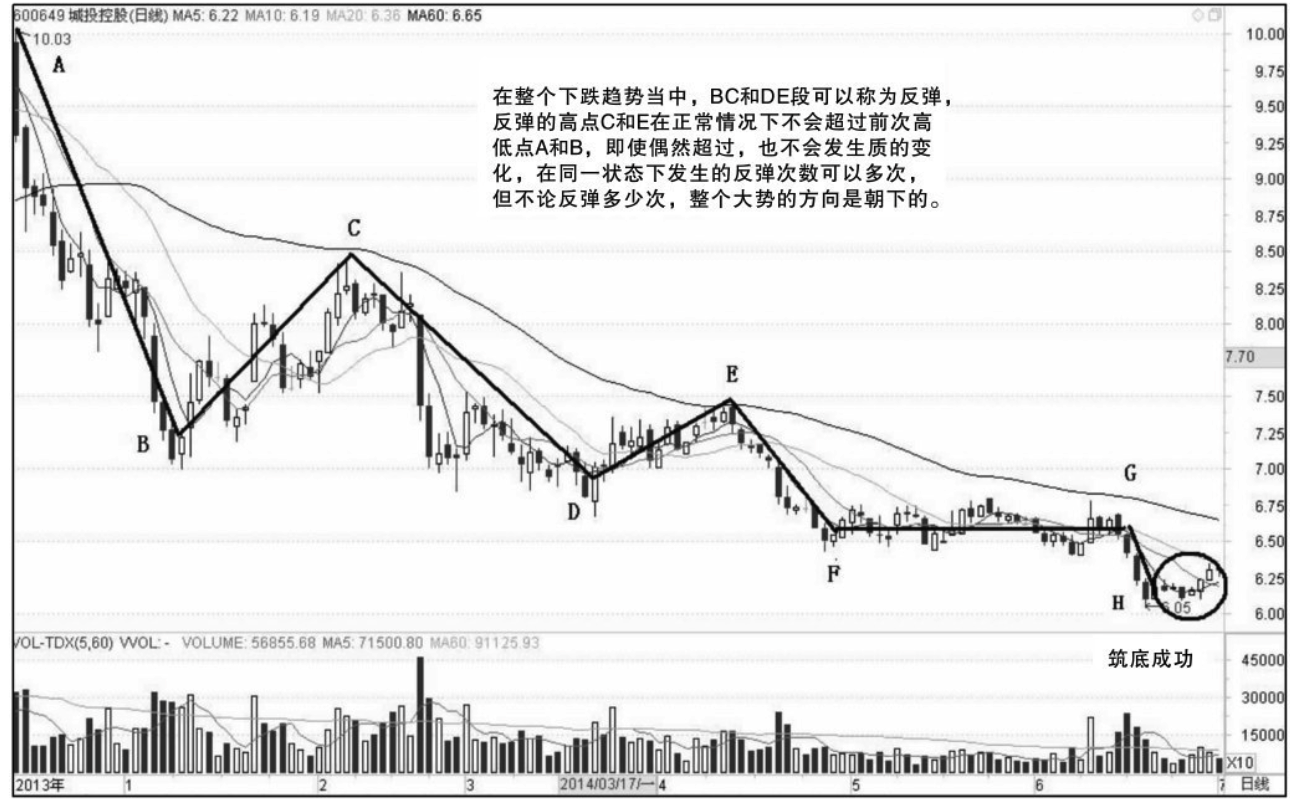 600649 城投控股(日线) MA5: 6.22 MA10: 6.19 MA20: 6.36 MA60: 6.65
10.03
A
在整个下跌趋势当中，BC和DE段可以称为反弹，
反弹的高点C和E在正常情况下不会超过前次高
低点A和B，即使偶然超过，也不会发生质的变
化，在同一状态下发生的反弹次数可以多次，
但不论反弹多少次，整个大势的方向是朝下的。
C
B
E
D
G
F
H
6.05
10.00
9.75
9.50
9.25
9.00
8.75
8.50
8.25
8.00
7.70
7.50
7.25
7.00
6.75
6.50
6.25
6.00
VOL-TDX(5,60) VVOL: - VOLUME: 56855.68 MA5: 71500.80 MA60: 91125.93
筑底成功
45000
30000
15000
X10
2013年 1 2 3 2014/03/17/一 4 5 6 7 日线